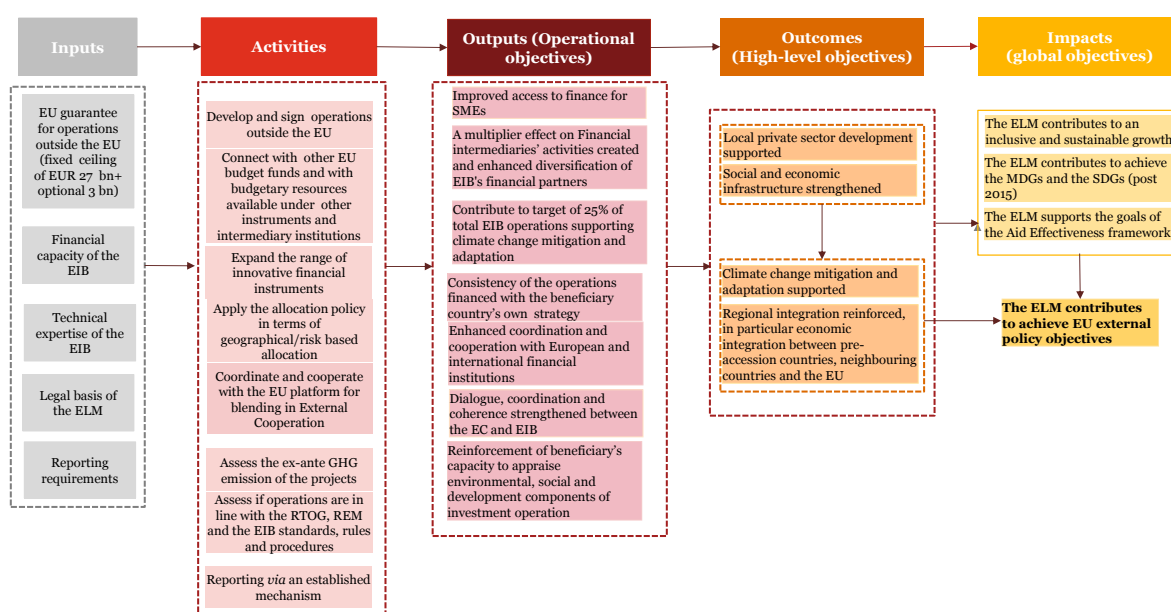 Inputs
Activities
Outputs (Operational
objectives)
Outcomes
(High-level objectives)
Impacts
(global objectives)
EU guarantee
for operations
outside the EU
(fixed ceiling
of EUR 27 bn+
optional 3 bn)
Financial
capacity of the
EIB
Technical
expertise of the
EIB
Legal basis
of the ELM
Reporting
requirements
Develop and sign operations
outside the EU
Connect with other EU
budget funds and with
budgetary resources
available under other
instruments and
intermediary institutions
Expand the range of
innovative financial
instruments
Apply the allocation policy
in terms of
geographical/risk based
allocation
Coordinate and cooperate
with the EU platform for
blending in External
Cooperation
Assess the ex-ante GHG
emission of the projects
Assess if operations are in
line with the RTOG, REM
and the EIB standards, rules
and procedures
Reporting via an established
mechanism
Improved access to finance for
SMEs
A multiplier effect on Financial
intermediaries' activities created
and enhanced diversification of
EIB's financial partners
Contribute to target of 25% of
total EIB operations supporting
climate change mitigation and
adaptation
Consistency of the operations
financed with the beneficiary
country's own strategy
Enhanced coordination and
cooperation with European and
international financial
institutions
Dialogue, coordination and
coherence strengthened between
the EC and EIB
Reinforcement of beneficiary's
capacity to appraise
environmental, social and
development components of
investment operation
Local private sector development
supported
Social and economic
infrastructure strengthened
Climate change mitigation and
adaptation supported
Regional integration reinforced,
in particular economic
integration between pre-
accession countries, neighbouring
countries and the EU
The ELM contributes to an
inclusive and sustainable growth
The ELM contributes to achieve
the MDGs and the SDGs (post
2015)
The ELM supports the goals of
the Aid Effectiveness framework
The ELM contributes
to achieve EU external
policy objectives